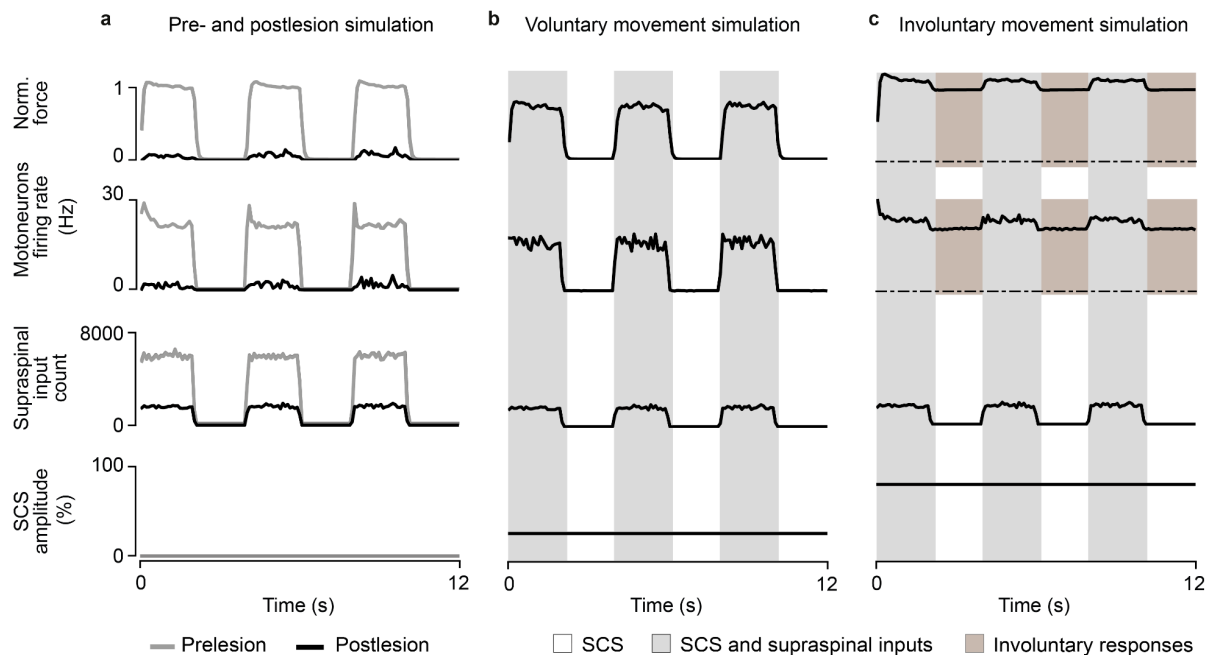 a Pre- and postlesion simulation
b Voluntary movement simulation
c Involuntary movement simulation
Norm.
force
1
0
Motoneurons
firing rate
(Hz)
30
0
Supraspinal
input
count
8000
0
SCS
amplitude
(%)
100
0
0 12
Time (s)
0 12
Time (s)
0 12
Time (s)
Prelesion Postlesion
SCS SCS and supraspinal inputs Involuntary responses